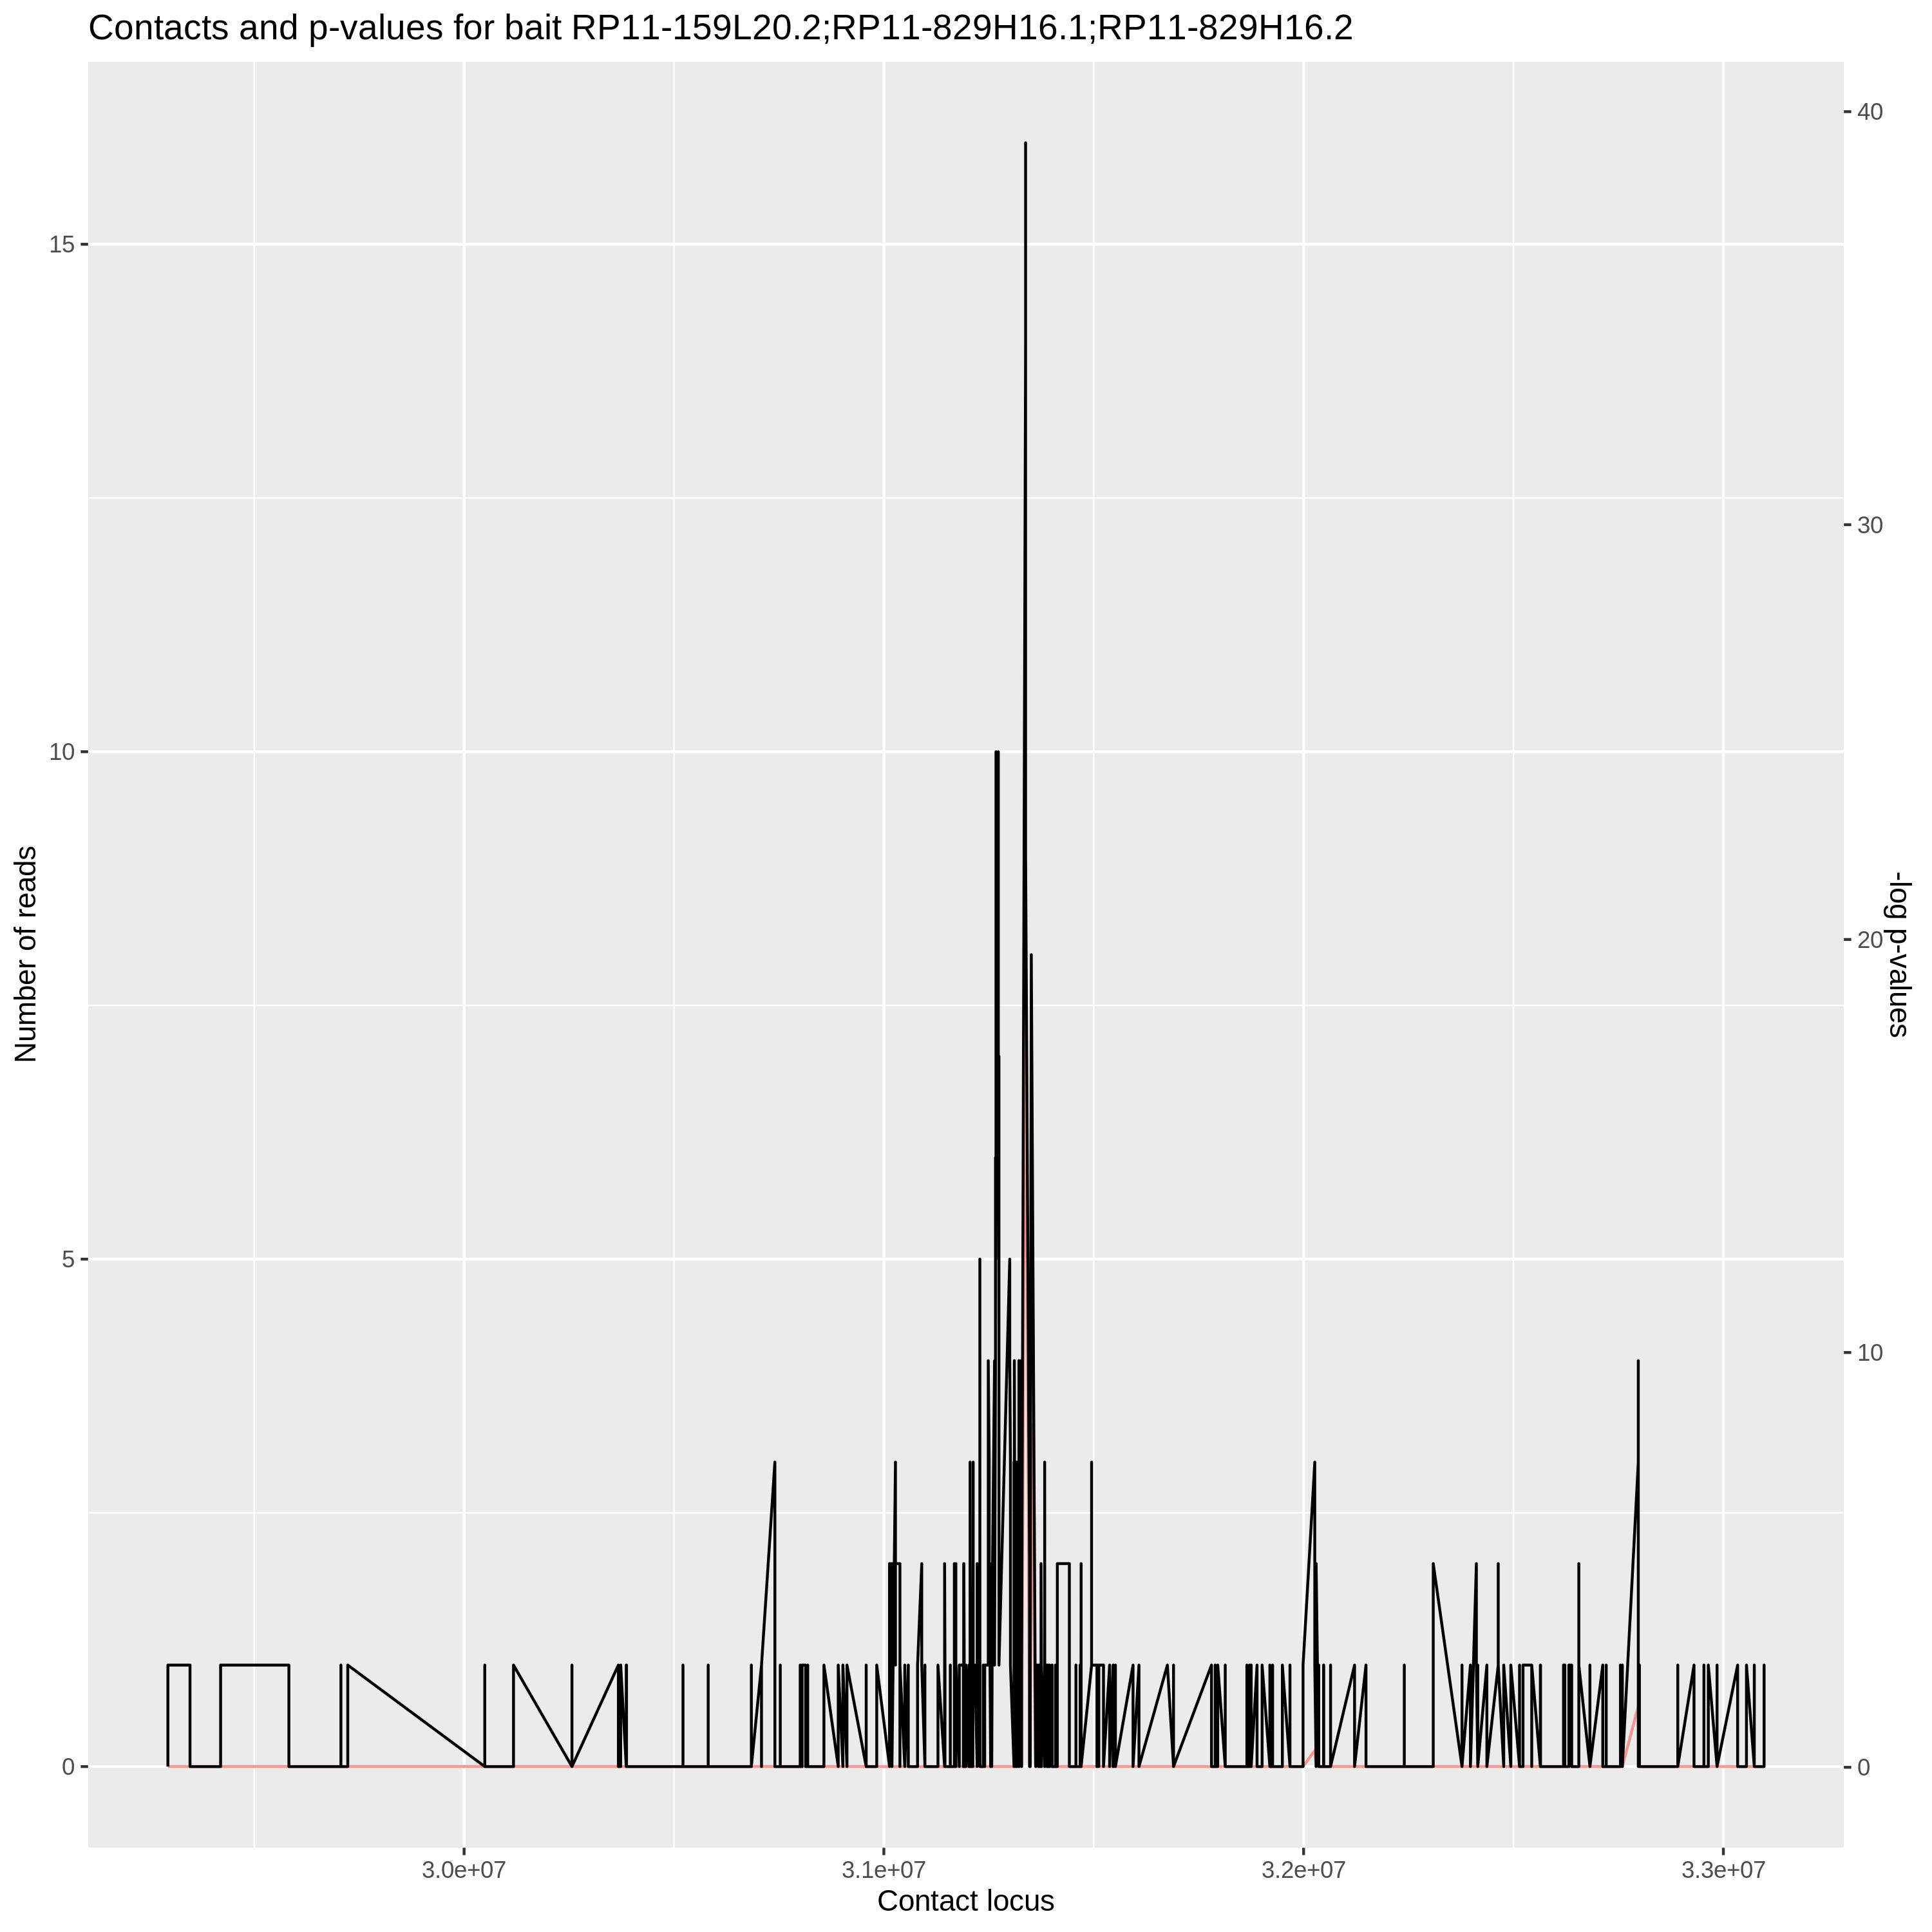 Contacts and p-values for bait RP11-159L20.2;RP11-829H16.1;RP11-829H16.2
40
15
30
10
20
Number of reads
-log p-values
5
10
0
0
3.0e+07
3.1e+07
3.2e+07
3.3e+07
Contact locus